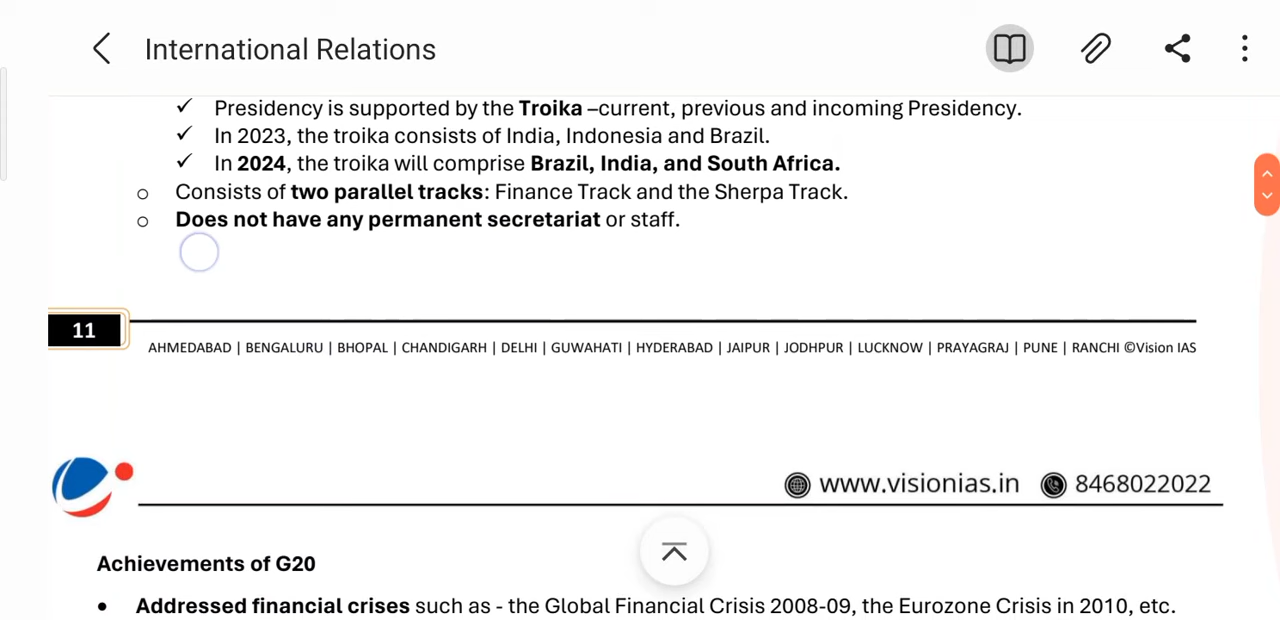 International Relations
✓ Presidency is supported by the Troika –current, previous and incoming Presidency.
✓ In 2023, the troika consists of India, Indonesia and Brazil.
✓ In 2024, the troika will comprise Brazil, India, and South Africa.
o Consists of two parallel tracks: Finance Track and the Sherpa Track.
o Does not have any permanent secretariat or staff.
11
AHMEDABAD | BENGALURU | BHOPAL | CHANDIGARH | DELHI | GUWAHATI | HYDERABAD | JAIPUR | JODHPUR | LUCKNOW | PRAYAGRAJ | PUNE | RANCHI ©Vision IAS
www.visionias.in 8468022022
Achievements of G20
• Addressed financial crises such as - the Global Financial Crisis 2008-09, the Eurozone Crisis in 2010, etc.